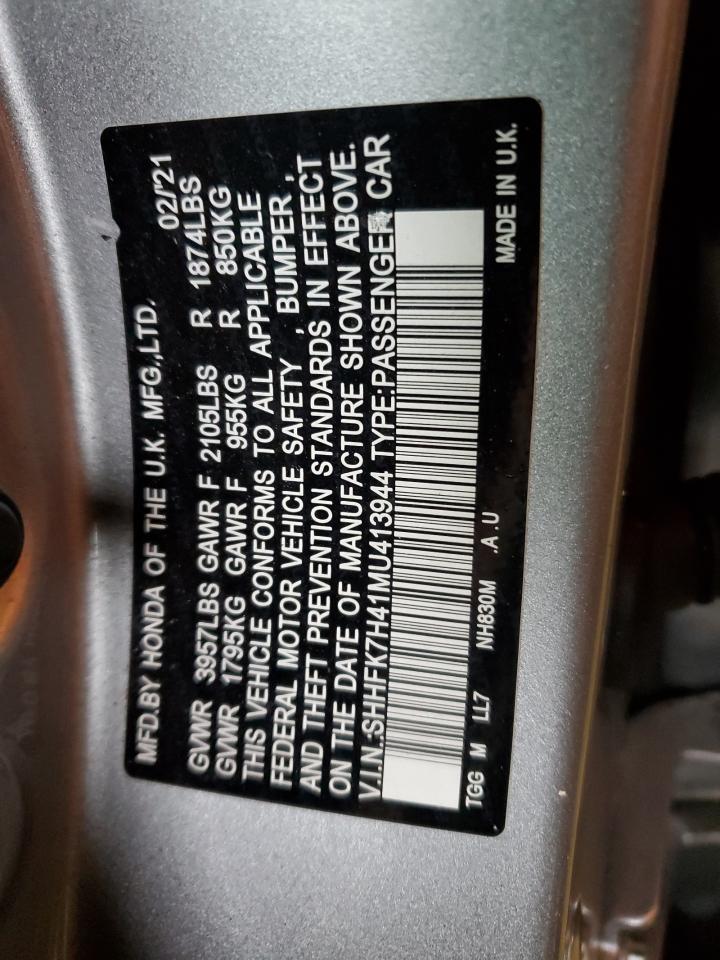 MFD.BY HONDA OF THE U.K. MFG.,LTD. 02/'21
GVWR 3957LBS GAWR F 2105LBS R 1874LBS
GVWR 1795KG GAWR F 955KG R 850KG
THIS VEHICLE CONFORMS TO ALL APPLICABLE
FEDERAL MOTOR VEHICLE SAFETY , BUMPER ,
AND THEFT PREVENTION STANDARDS IN EFFECT
ON THE DATE OF MANUFACTURE SHOWN ABOVE.
V.I.N.:SHHFK7H41MU413944 TYPE:PASSENGER CAR
TGG M LL7 NH830M .A.U MADE IN U.K.